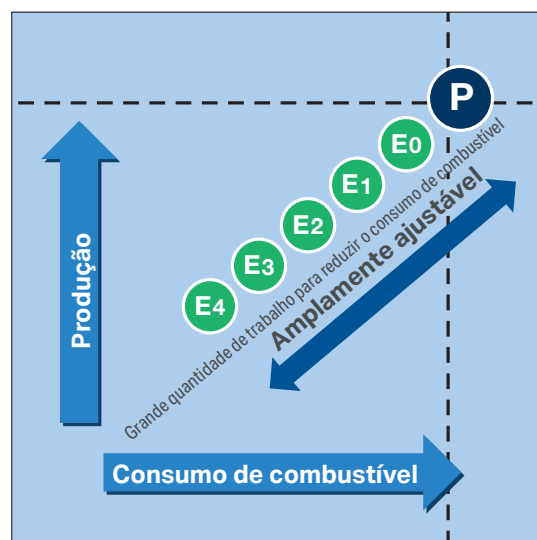 P
E0
E1
E2
E3
E4
Grande quantidade de trabalho para reduzir o consumo de combustível
Amplamente ajustável
Produção
Consumo de combustível